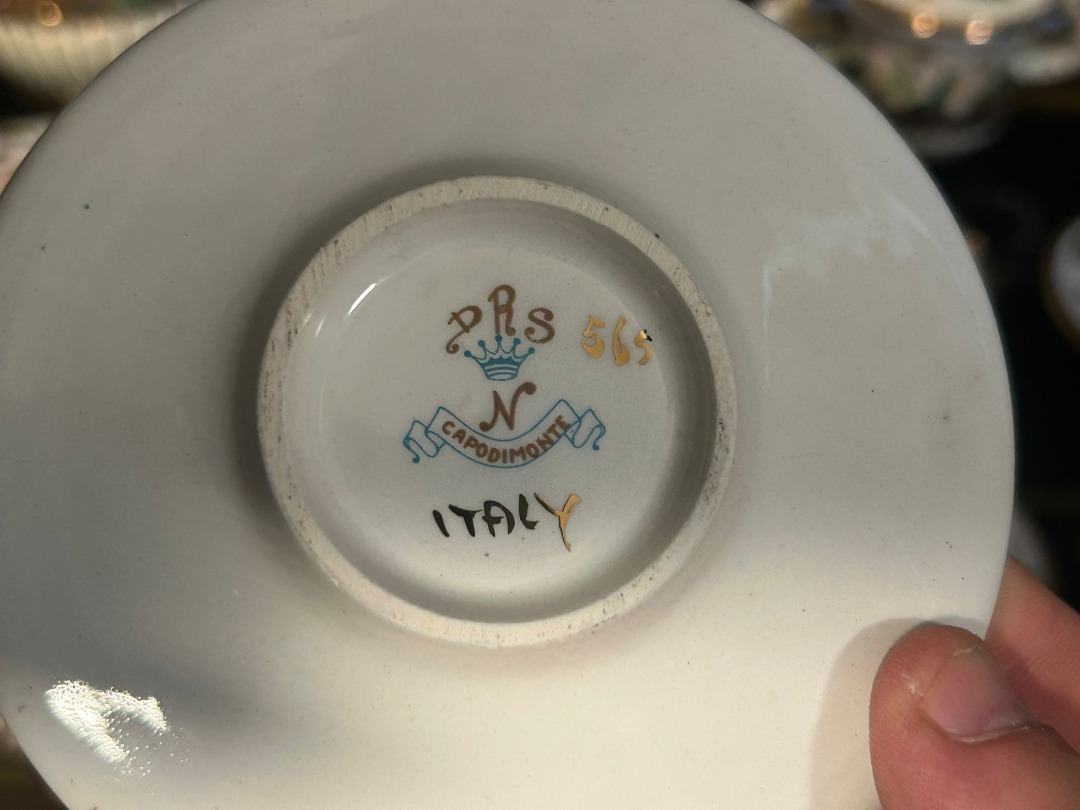 PRS
565
N
CAPODIMONTE
ITALY